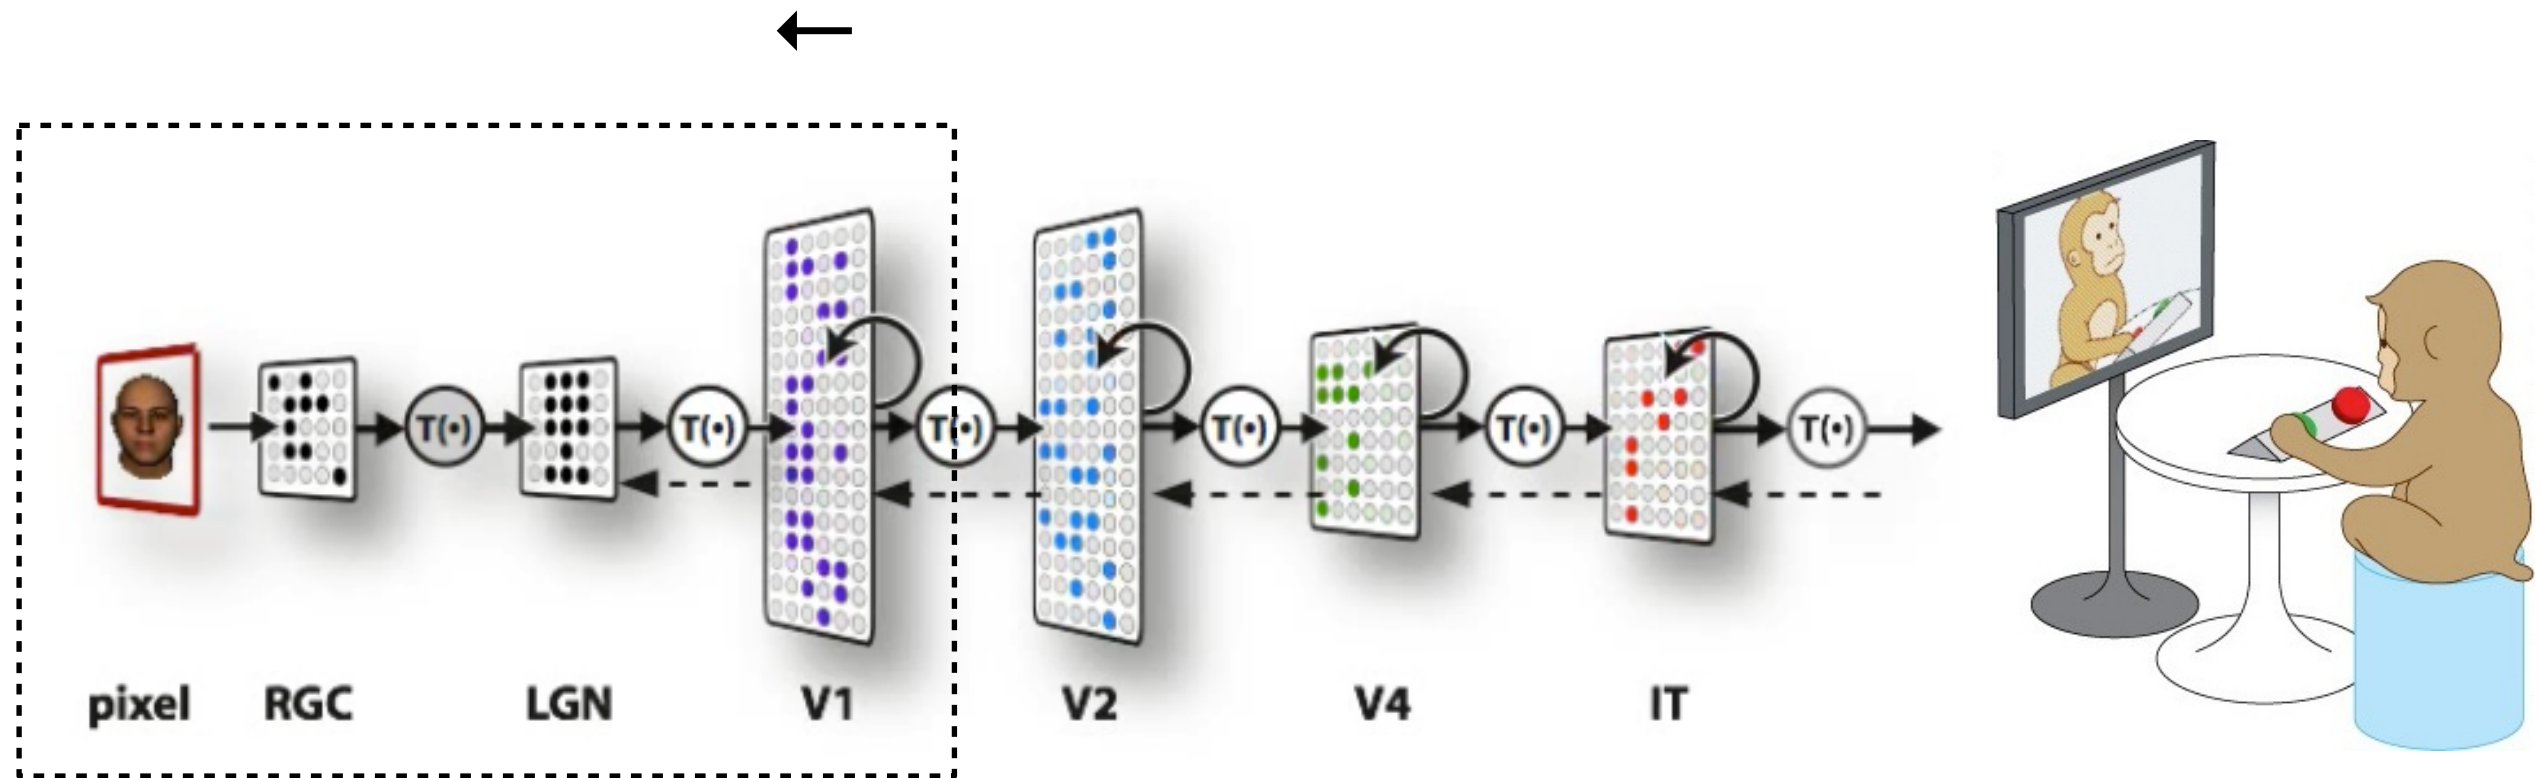 T(•) T(•) T(•) T(•) T(•) T(•)
pixel RGC LGN V1 V2 V4 IT